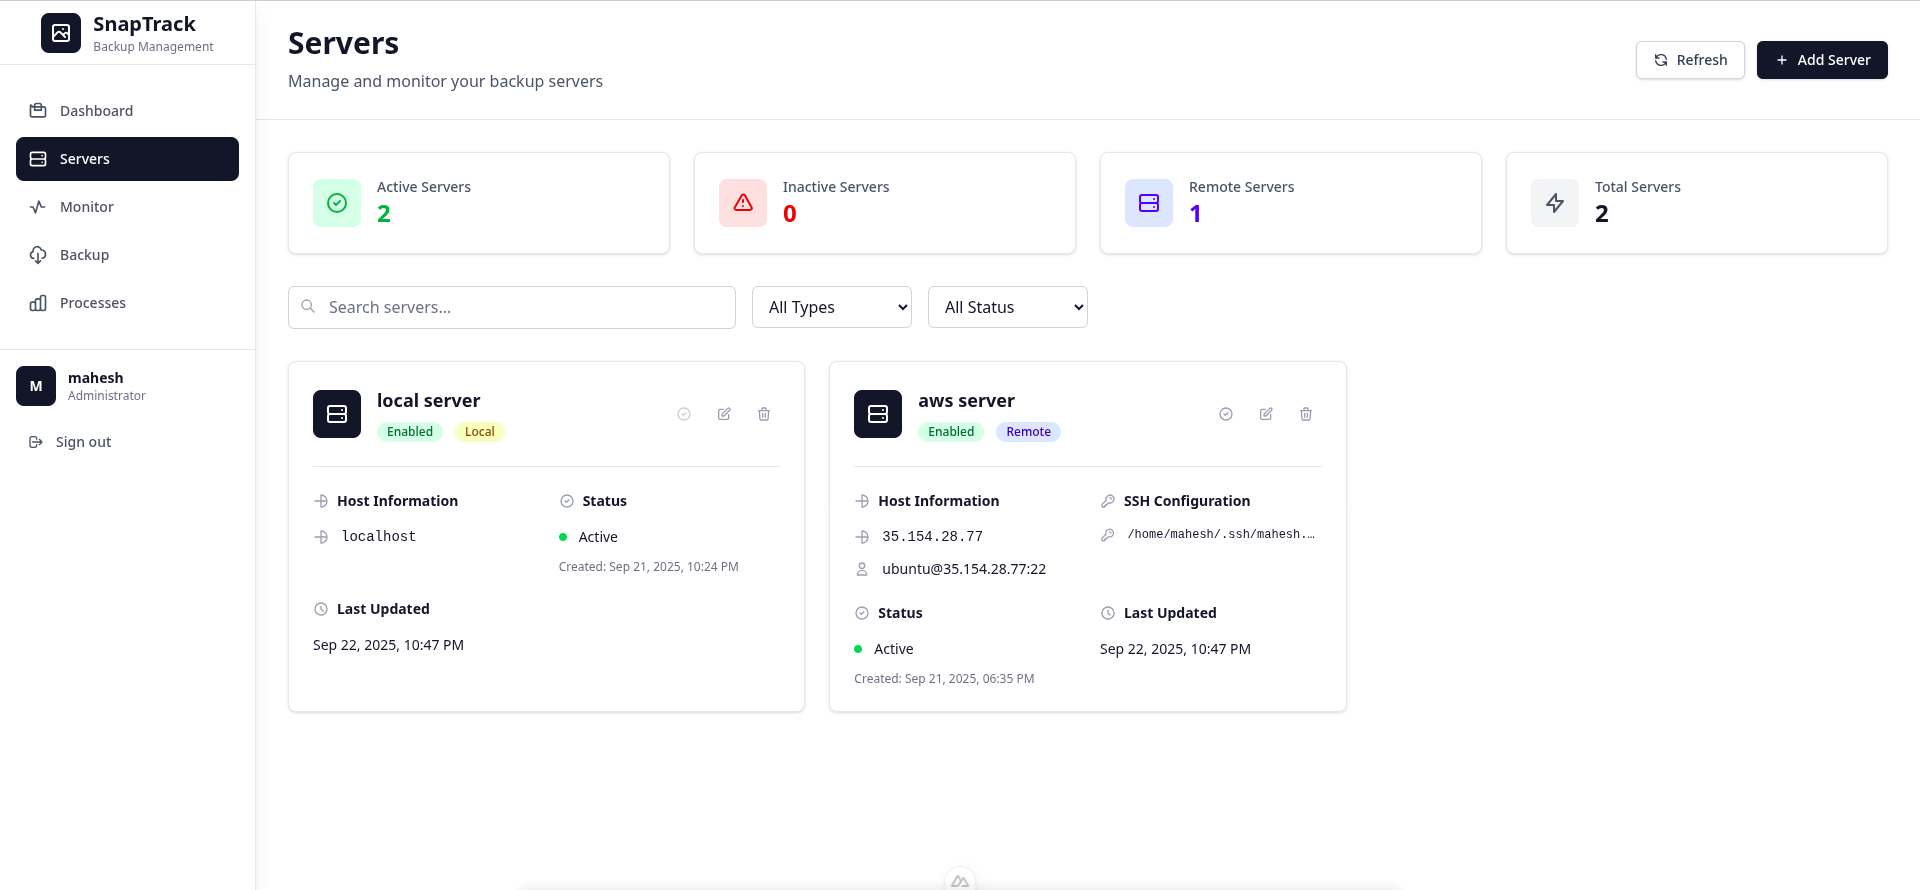 SnapTrack
Backup Management
Dashboard
Servers
Monitor
Backup
Processes
M
mahesh
Administrator
Sign out
Servers
Manage and monitor your backup servers
Refresh
+ Add Server
Active Servers
2
Inactive Servers
0
Remote Servers
1
Total Servers
2
Search servers...
All Types
All Status
local server
Enabled
Local
Host Information
localhost
Status
Active
Created: Sep 21, 2025, 10:24 PM
Last Updated
Sep 22, 2025, 10:47 PM
aws server
Enabled
Remote
Host Information
35.154.28.77
ubuntu@35.154.28.77:22
SSH Configuration
/home/mahesh/.ssh/mahesh.…
Status
Active
Created: Sep 21, 2025, 06:35 PM
Last Updated
Sep 22, 2025, 10:47 PM